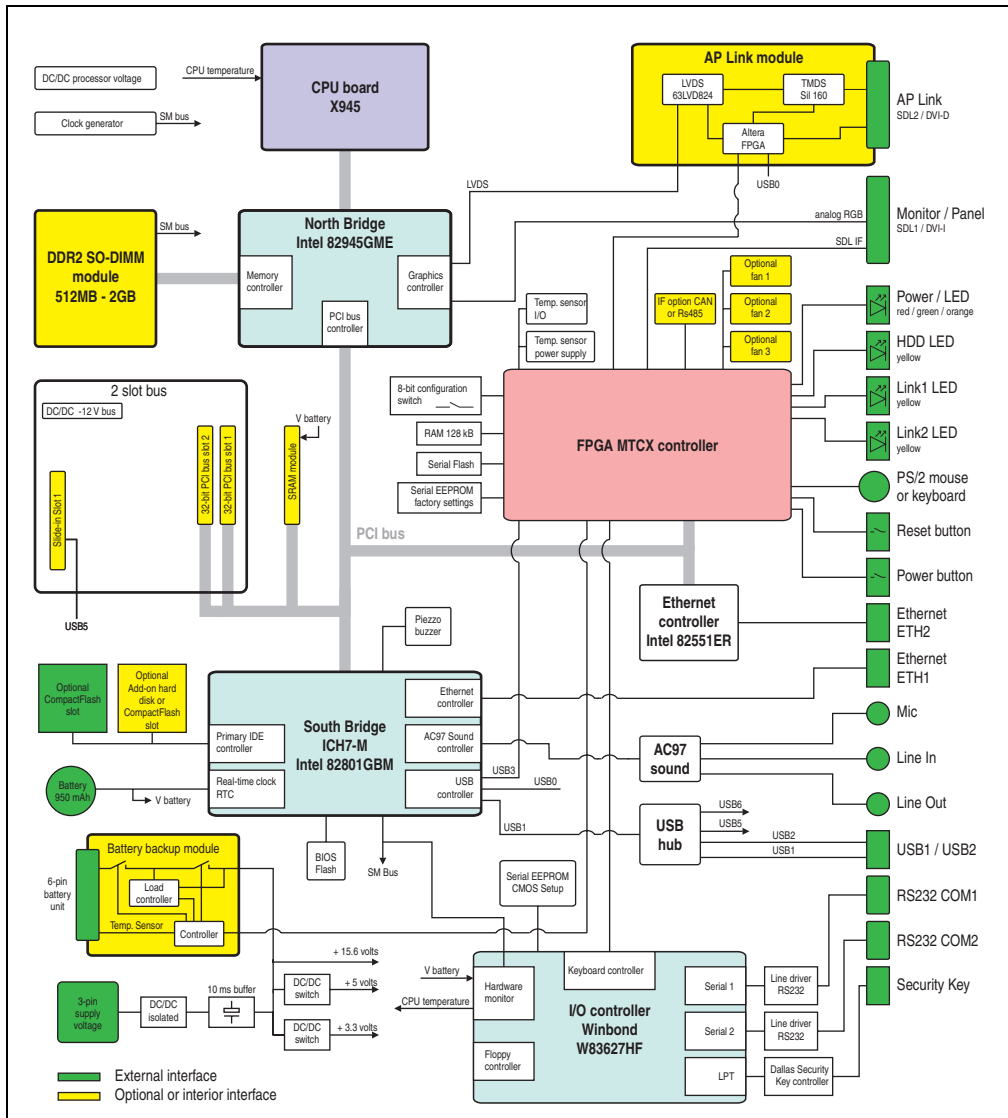 DC/DC processor voltage
CPU temperature
Clock generator
SM bus
CPU board
X945
AP Link module
LVDS
63LVD824
TMDS
Sil 160
Altera
FPGA
USB0
AP Link
SDL2 / DVI-D
LVDS
analog RGB
SDL IF
Monitor / Panel
SDL1 / DVI-I
DDR2 SO-DIMM
module
512MB - 2GB
SM bus
North Bridge
Intel 82945GME
Memory
controller
Graphics
controller
PCI bus
controller
Temp. sensor
I/O
Temp. sensor
power supply
IF option CAN
or Rs485
Optional
fan 1
Optional
fan 2
Optional
fan 3
Power / LED
red / green / orange
HDD LED
yellow
Link1 LED
yellow
Link2 LED
yellow
2 slot bus
DC/DC -12 V bus
V battery
Slide-in Slot 1
32-bit PCI bus slot 2
32-bit PCI bus slot 1
SRAM module
USB5
8-bit configuration
switch
RAM 128 kB
Serial Flash
Serial EEPROM
factory settings
FPGA MTCX controller
PS/2 mouse
or keyboard
Reset button
Power button
PCI bus
Ethernet
controller
Intel 82551ER
Ethernet
ETH2
Ethernet
ETH1
Piezzo
buzzer
Optional
CompactFlash
slot
Optional
Add-on hard
disk or
CompactFlash
slot
South Bridge
ICH7-M
Intel 82801GBM
Primary IDE
controller
Real-time clock
RTC
Ethernet
controller
AC97 Sound
controller
USB
controller
USB3
USB0
USB1
Battery
950 mAh
V battery
AC97
sound
Mic
Line In
Line Out
USB
hub
USB6
USB5
USB2
USB1
USB1 / USB2
BIOS
Flash
SM Bus
Battery backup module
6-pin
battery
unit
Load
controller
Temp. Sensor
Controller
Serial EEPROM
CMOS Setup
RS232 COM1
RS232 COM2
Security Key
3-pin
supply
voltage
DC/DC
isolated
10 ms buffer
+ 15.6 volts
DC/DC
switch
+ 5 volts
DC/DC
switch
+ 3.3 volts
V battery
CPU temperature
Hardware
monitor
Keyboard controller
I/O controller
Winbond
W83627HF
Floppy
controller
Serial 1
Serial 2
LPT
Line driver
RS232
Line driver
RS232
Dallas Security
Key controller
External interface
Optional or interior interface